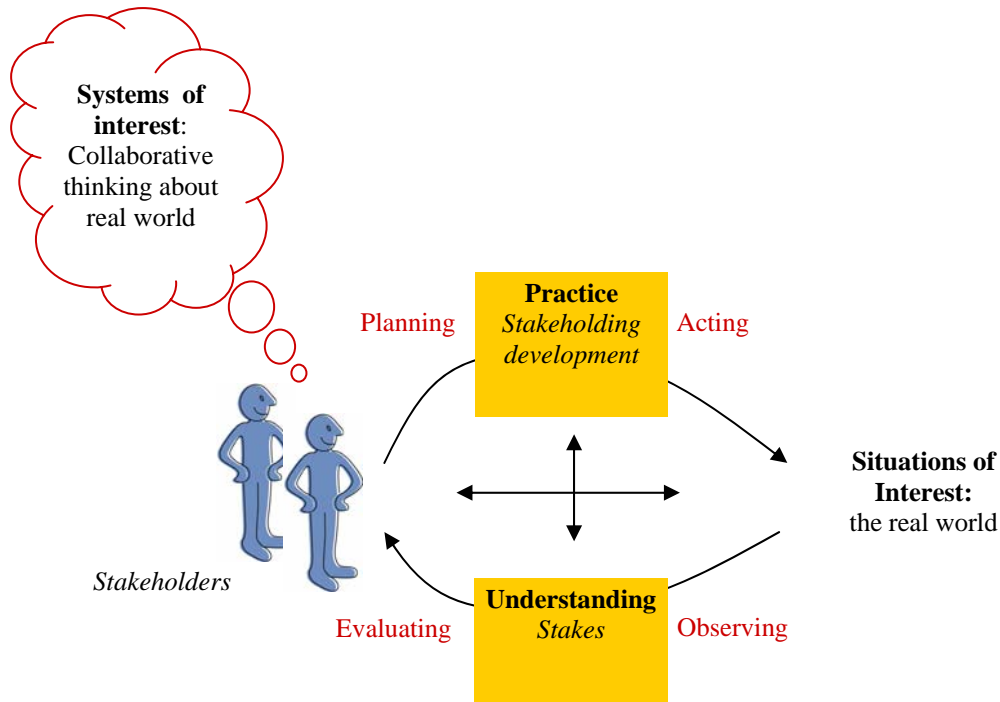 Systems of
interest:
Collaborative
thinking about
real world
Planning
Practice
Stakeholding
development
Acting
Situations of
Interest:
the real world
Stakeholders
Evaluating
Understanding
Stakes
Observing